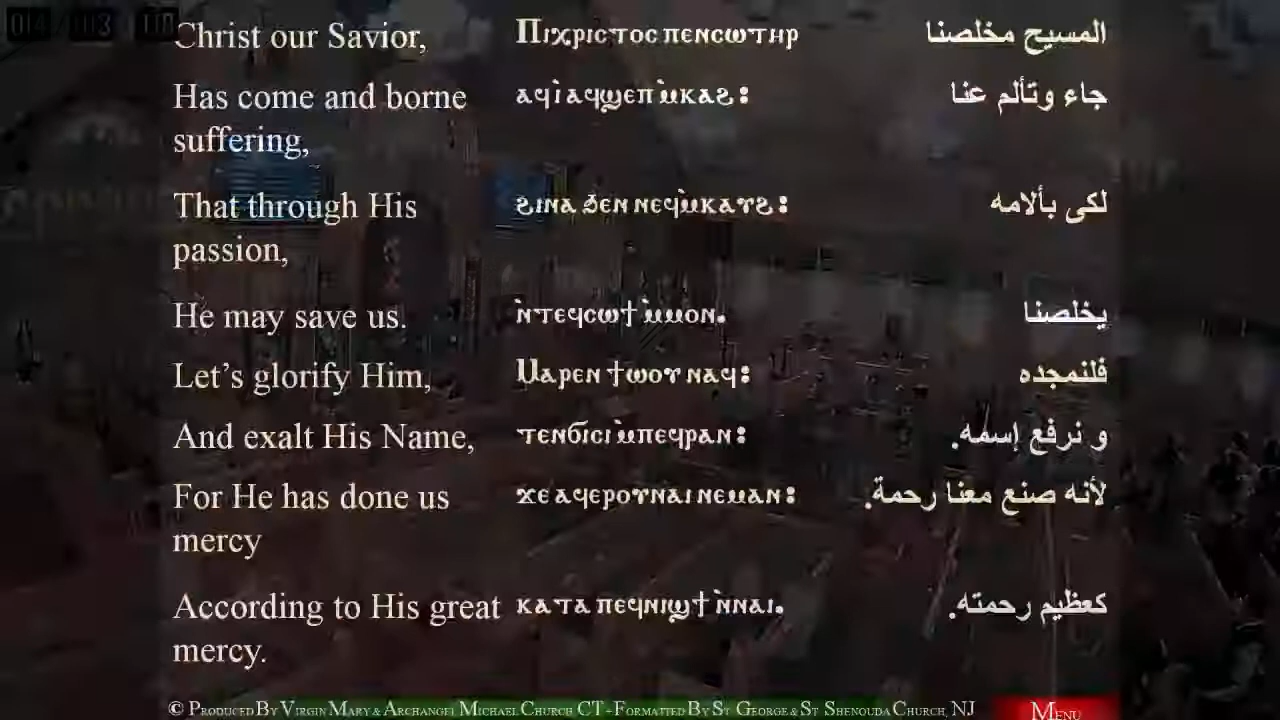 Christ our Savior,
Ⲡⲓⲭⲣⲓⲥⲧⲟⲥ ⲡⲉⲛⲥⲱⲧⲏⲣ
المسيح مخلصنا
Has come and borne
suffering,
ⲁϥⲓ̀ ⲁϥϣⲉⲡ ⲙ̀ⲕⲁϩ:
جاء وتألم عنا
That through His
passion,
ϩⲓⲛⲁ ϧⲉⲛ ⲛⲉϥⲙ̀ⲕⲁⲩϩ:
لكى بألامه
He may save us.
ⲛ̀ⲧⲉϥⲥⲱϯ ⲙ̀ⲙⲟⲛ.
يخلصنا
Let’s glorify Him,
Ⲙⲁⲣⲉⲛϯⲱⲟⲩ ⲛⲁϥ:
فلنمجده
And exalt His Name,
ⲧⲉⲛϭⲓⲥⲓ ⲙ̀ⲡⲉϥⲣⲁⲛ:
و نرفع إسمه.
For He has done us
mercy
ϫⲉ ⲁϥⲉⲣⲟⲩⲛⲁⲓ ⲛⲉⲙⲁⲛ:
لأنه صنع معنا رحمة.
According to His great
mercy.
ⲕⲁⲧⲁ ⲡⲉϥⲛⲓϣϯ ⲛ̀ⲛⲁⲓ.
كعظيم رحمته.
© Produced By Virgin Mary & Archangel Michael Church CT - Formatted By St George & St Shenouda Church, NJ
Menu